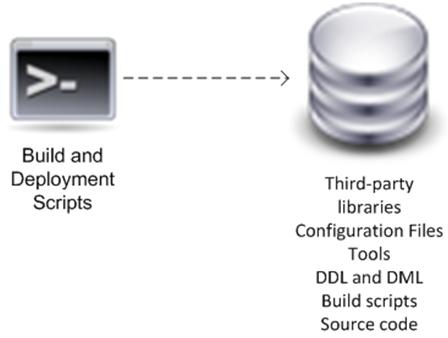 >-
Build and
Deployment
Scripts
Third-party
libraries
Configuration Files
Tools
DDL and DML
Build scripts
Source code